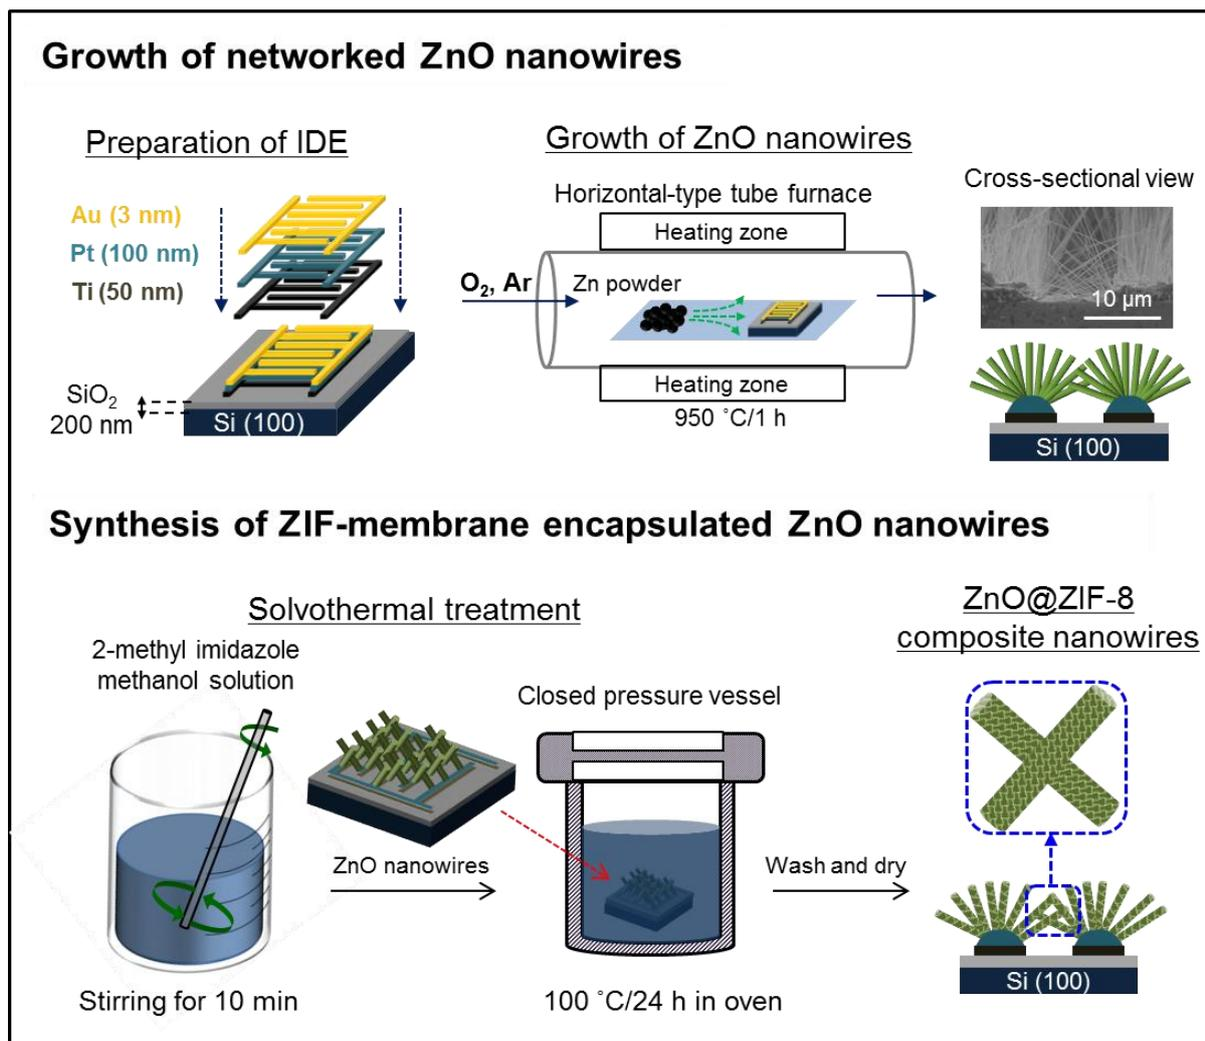 Growth of networked ZnO nanowires
Preparation of IDE
Au (3 nm)
Pt (100 nm)
Ti (50 nm)
SiO₂
200 nm
Si (100)
Growth of ZnO nanowires
Horizontal-type tube furnace
Heating zone
O₂, Ar
Zn powder
Heating zone
950 ˚C/1 h
Cross-sectional view
10 μm
Si (100)
Synthesis of ZIF-membrane encapsulated ZnO nanowires
Solvothermal treatment
2-methyl imidazole
methanol solution
Stirring for 10 min
ZnO nanowires
Closed pressure vessel
100 ˚C/24 h in oven
Wash and dry
ZnO@ZIF-8
composite nanowires
Si (100)